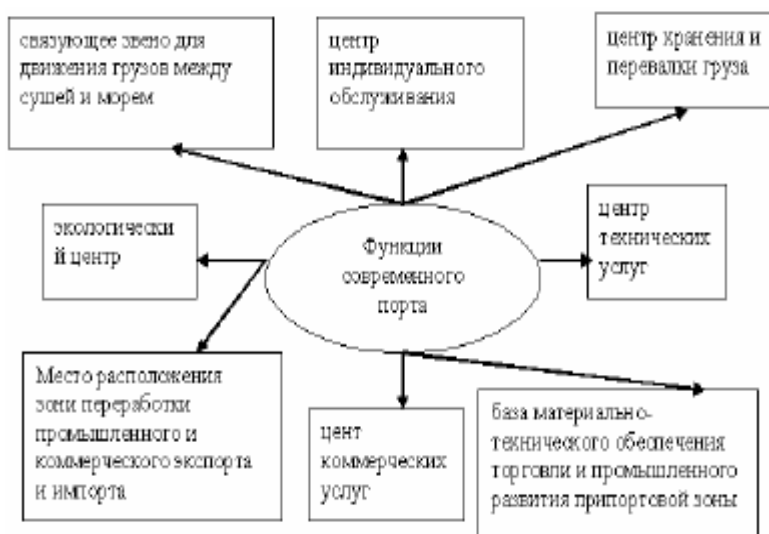 связующее звено для
движения грузов между
сушей и морем
центр
индивидуального
обслуживания
центр хранения и
перевалки груза
экологически
й центр
Функции
современного
порта
центр
технических
услуг
Место расположения
зони переработки
промышленного и
коммерческого экспорта
и импорта
цент
коммерческих
услуг
база материально-
технического обеспечения
торговли и промышленного
развития припортовой зоны